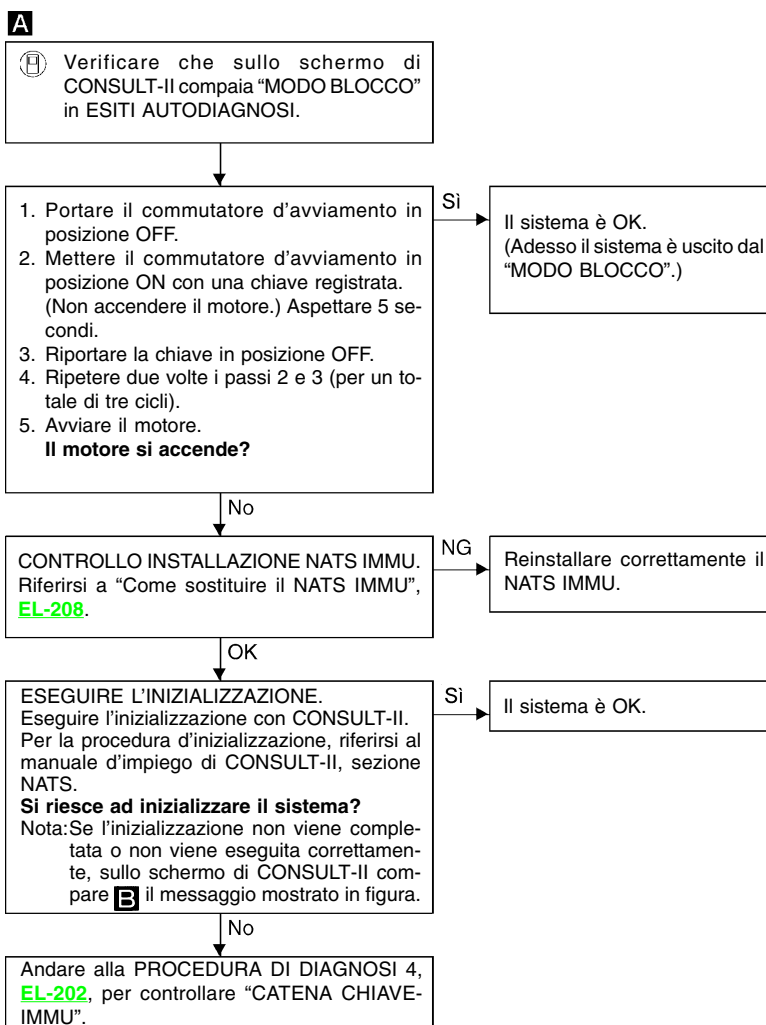 A
Verificare che sullo schermo di
CONSULT-II compaia “MODO BLOCCO”
in ESITI AUTODIAGNOSI.
1. Portare il commutatore d’avviamento in
posizione OFF.
2. Mettere il commutatore d’avviamento in
posizione ON con una chiave registrata.
(Non accendere il motore.) Aspettare 5 se-
condi.
3. Riportare la chiave in posizione OFF.
4. Ripetere due volte i passi 2 e 3 (per un to-
tale di tre cicli).
5. Avviare il motore.
Il motore si accende?
Sì
Il sistema è OK.
(Adesso il sistema è uscito dal
“MODO BLOCCO”.)
No
CONTROLLO INSTALLAZIONE NATS IMMU.
Riferirsi a “Come sostituire il NATS IMMU”,
EL-208.
NG
Reinstallare correttamente il
NATS IMMU.
OK
ESEGUIRE L’INIZIALIZZAZIONE.
Eseguire l’inizializzazione con CONSULT-II.
Per la procedura d’inizializzazione, riferirsi al
manuale d’impiego di CONSULT-II, sezione
NATS.
Si riesce ad inizializzare il sistema?
Nota:Se l’inizializzazione non viene comple-
tata o non viene eseguita correttamen-
te, sullo schermo di CONSULT-II com-
pare B il messaggio mostrato in figura.
Sì
Il sistema è OK.
No
Andare alla PROCEDURA DI DIAGNOSI 4,
EL-202, per controllare “CATENA CHIAVE-
IMMU”.